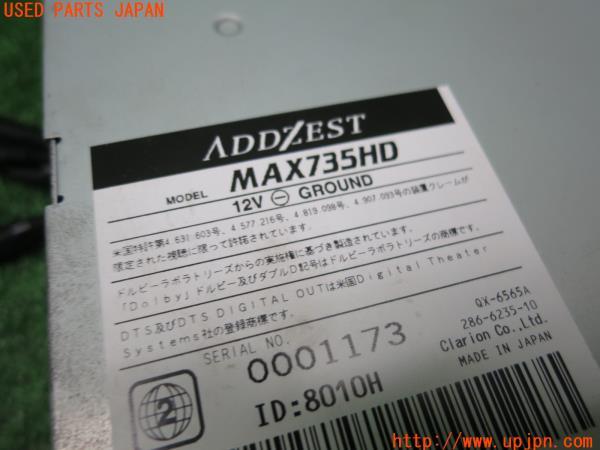 USED PARTS JAPAN
ADDZEST
MODEL MAX735HD
12V ⊖ GROUND
米国特許第4 631 603号、4 577 216号、4 819 098号、4 907 093号の装置クレームが
限定された視聴に限って許諾されています。
ドルビーラボラトリーズからの実施権に基づき製造されています。
「Dolby」ドルビー及びダブルD記号はドルビーラボラトリーズの商標です。
DTS及びDTS DIGITAL OUTは米国Digital Theater
Systems社の登録商標です。
QX-6565A
SERIAL NO. 286-6235-10
0001173 Clarion Co.,Ltd.
2 ID:8010H MADE IN JAPAN
http://www.upjpn.com